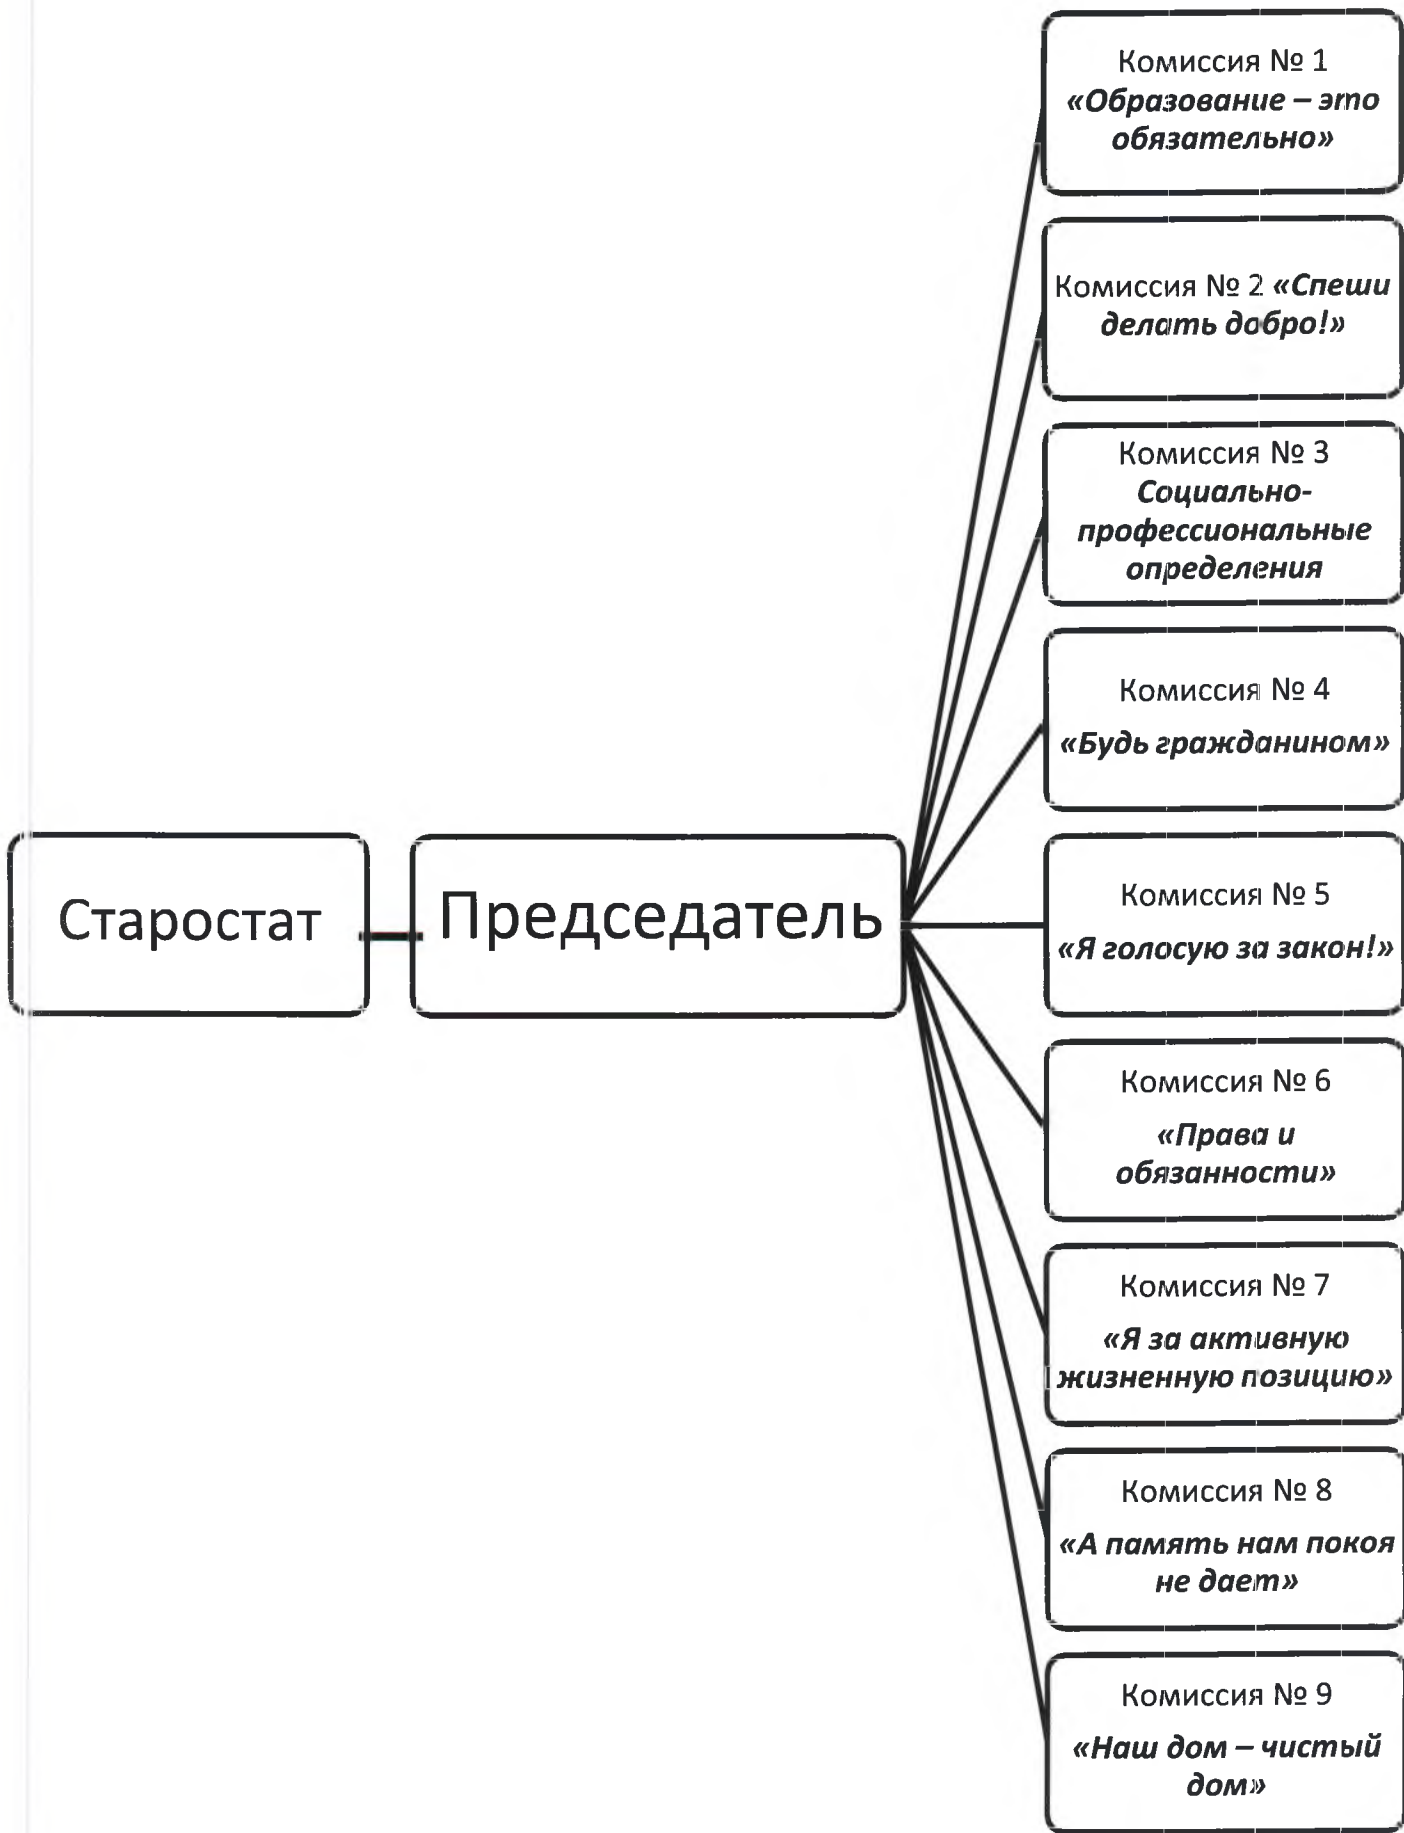 Комиссия № 1
«Образование – это
обязательно»
Комиссия № 2 «Спеши
делать добро!»
Комиссия № 3
Социально-
профессиональные
определения
Комиссия № 4
«Будь гражданином»
Старостат
Председатель
Комиссия № 5
«Я голосую за закон!»
Комиссия № 6
«Права и
обязанности»
Комиссия № 7
«Я за активную
жизненную позицию»
Комиссия № 8
«А память нам покоя
не дает»
Комиссия № 9
«Наш дом – чистый
дом»